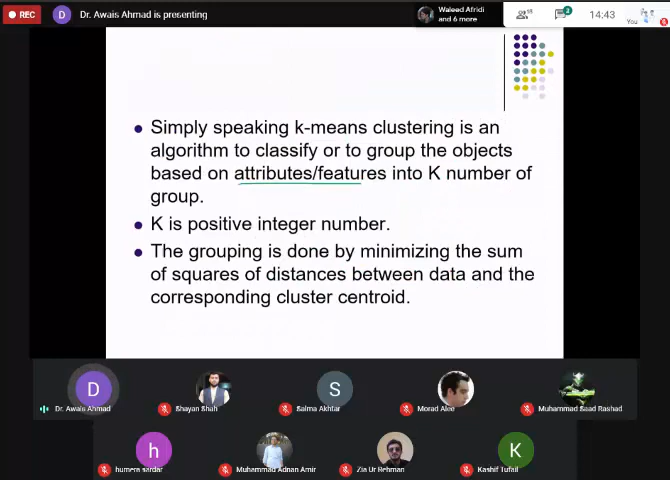 REC
D
Dr. Awais Ahmad is presenting
Waleed Afridi
and 6 more
14:43
You
• Simply speaking k-means clustering is an
algorithm to classify or to group the objects
based on attributes/features into K number of
group.
• K is positive integer number.
• The grouping is done by minimizing the sum
of squares of distances between data and the
corresponding cluster centroid.
D
S
Dr. Awais Ahmad
Shayan Shah
Salma Akhtar
Morad Alee
Muhammad Saad Rashad
h
K
humera sardar
Muhammad Adnan Amir
Zia Ur Rehman
Kashif Tufail